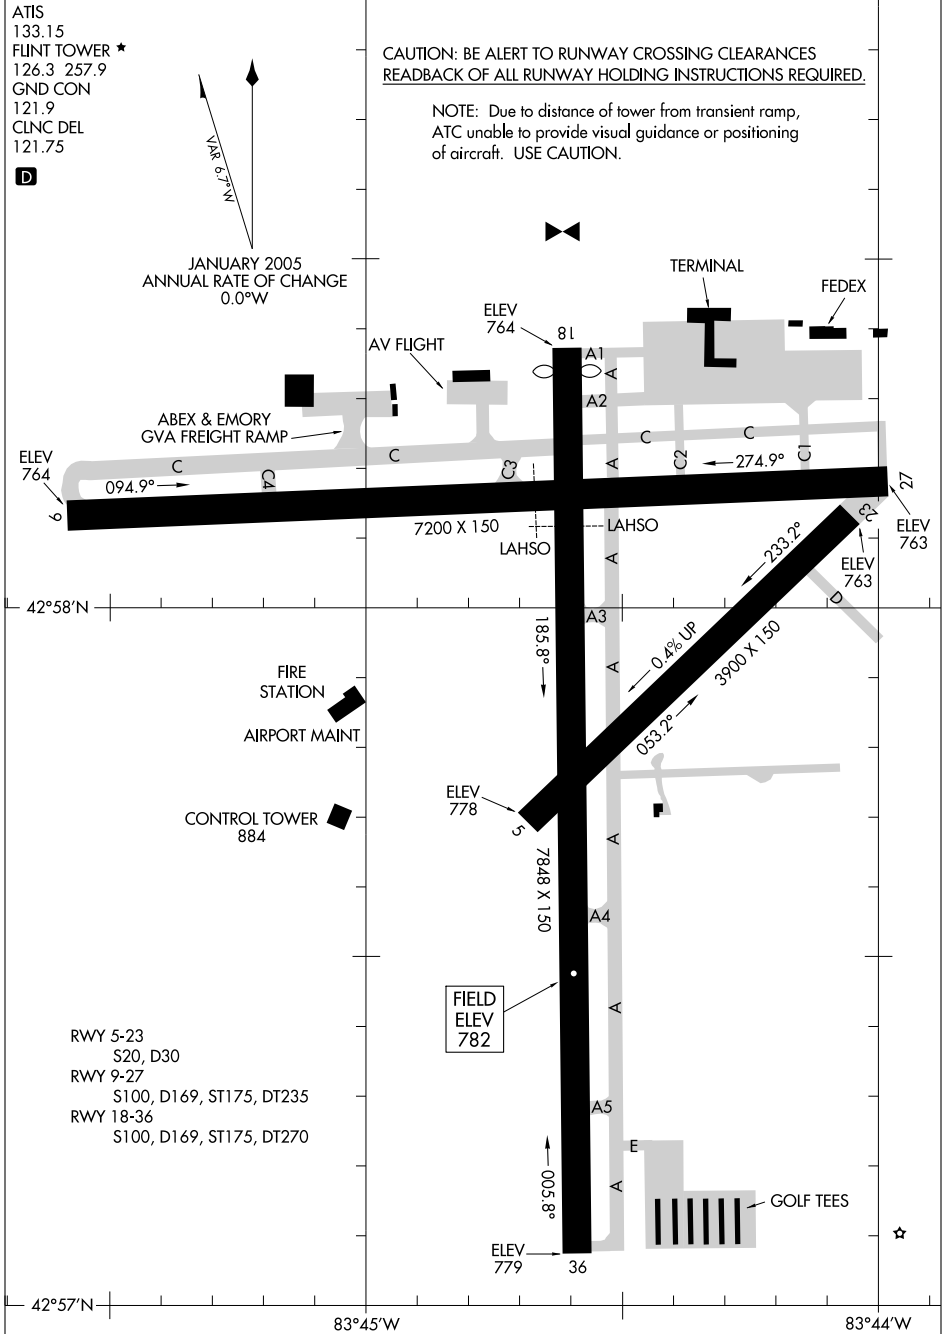 ATIS
133.15
FLINT TOWER
126.3 257.9
GND CON
121.9
CLNC DEL
121.75
D
CAUTION: BE ALERT TO RUNWAY CROSSING CLEARANCES
READBACK OF ALL RUNWAY HOLDING INSTRUCTIONS REQUIRED.
NOTE: Due to distance of tower from transient ramp,
ATC unable to provide visual guidance or positioning
of aircraft. USE CAUTION.
VAR 6.7°W
JANUARY 2005
ANNUAL RATE OF CHANGE
0.0°W
TERMINAL
FEDEX
ELEV
764
18
AV FLIGHT
A1
A
A2
ABEX & EMORY
GVA FREIGHT RAMP
C
C
C
C
C4
C3
A
C2
C1
ELEV
764
094.9°
274.9°
27
9
7200 X 150
LAHSO
LAHSO
23
ELEV
763
ELEV
763
A
233.2°
D
42°58'N
A3
185.8°
A
0.4% UP
3900 X 150
053.2°
FIRE
STATION
AIRPORT MAINT
ELEV
778
5
CONTROL TOWER
884
7848 X 150
A
A4
FIELD
ELEV
782
A
RWY 5-23
S20, D30
RWY 9-27
S100, D169, ST175, DT235
RWY 18-36
S100, D169, ST175, DT270
A5
E
005.8°
A
GOLF TEES
ELEV
779
36
42°57'N
83°45'W
83°44'W